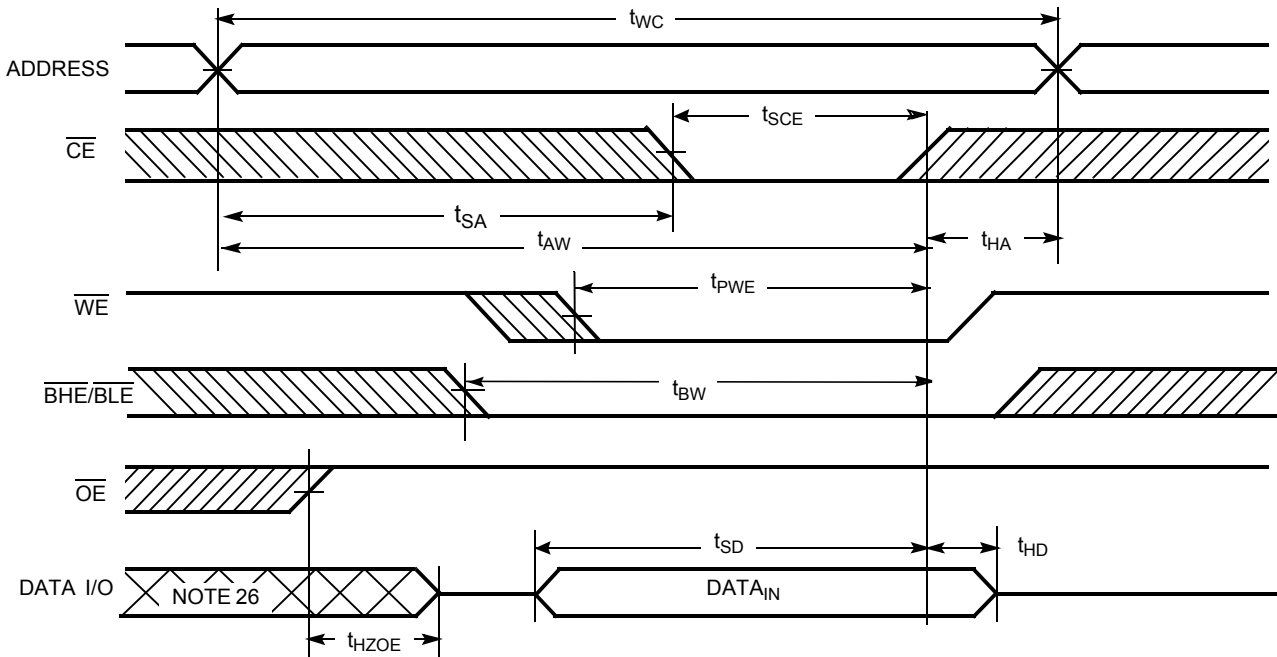 tWC
ADDRESS
tSCE
CE
tSA
tAW
tHA
tPWE
WE
tBW
BHE/BLE
OE
tSD
tHD
DATA I/O
NOTE 26
DATAIN
tHZOE